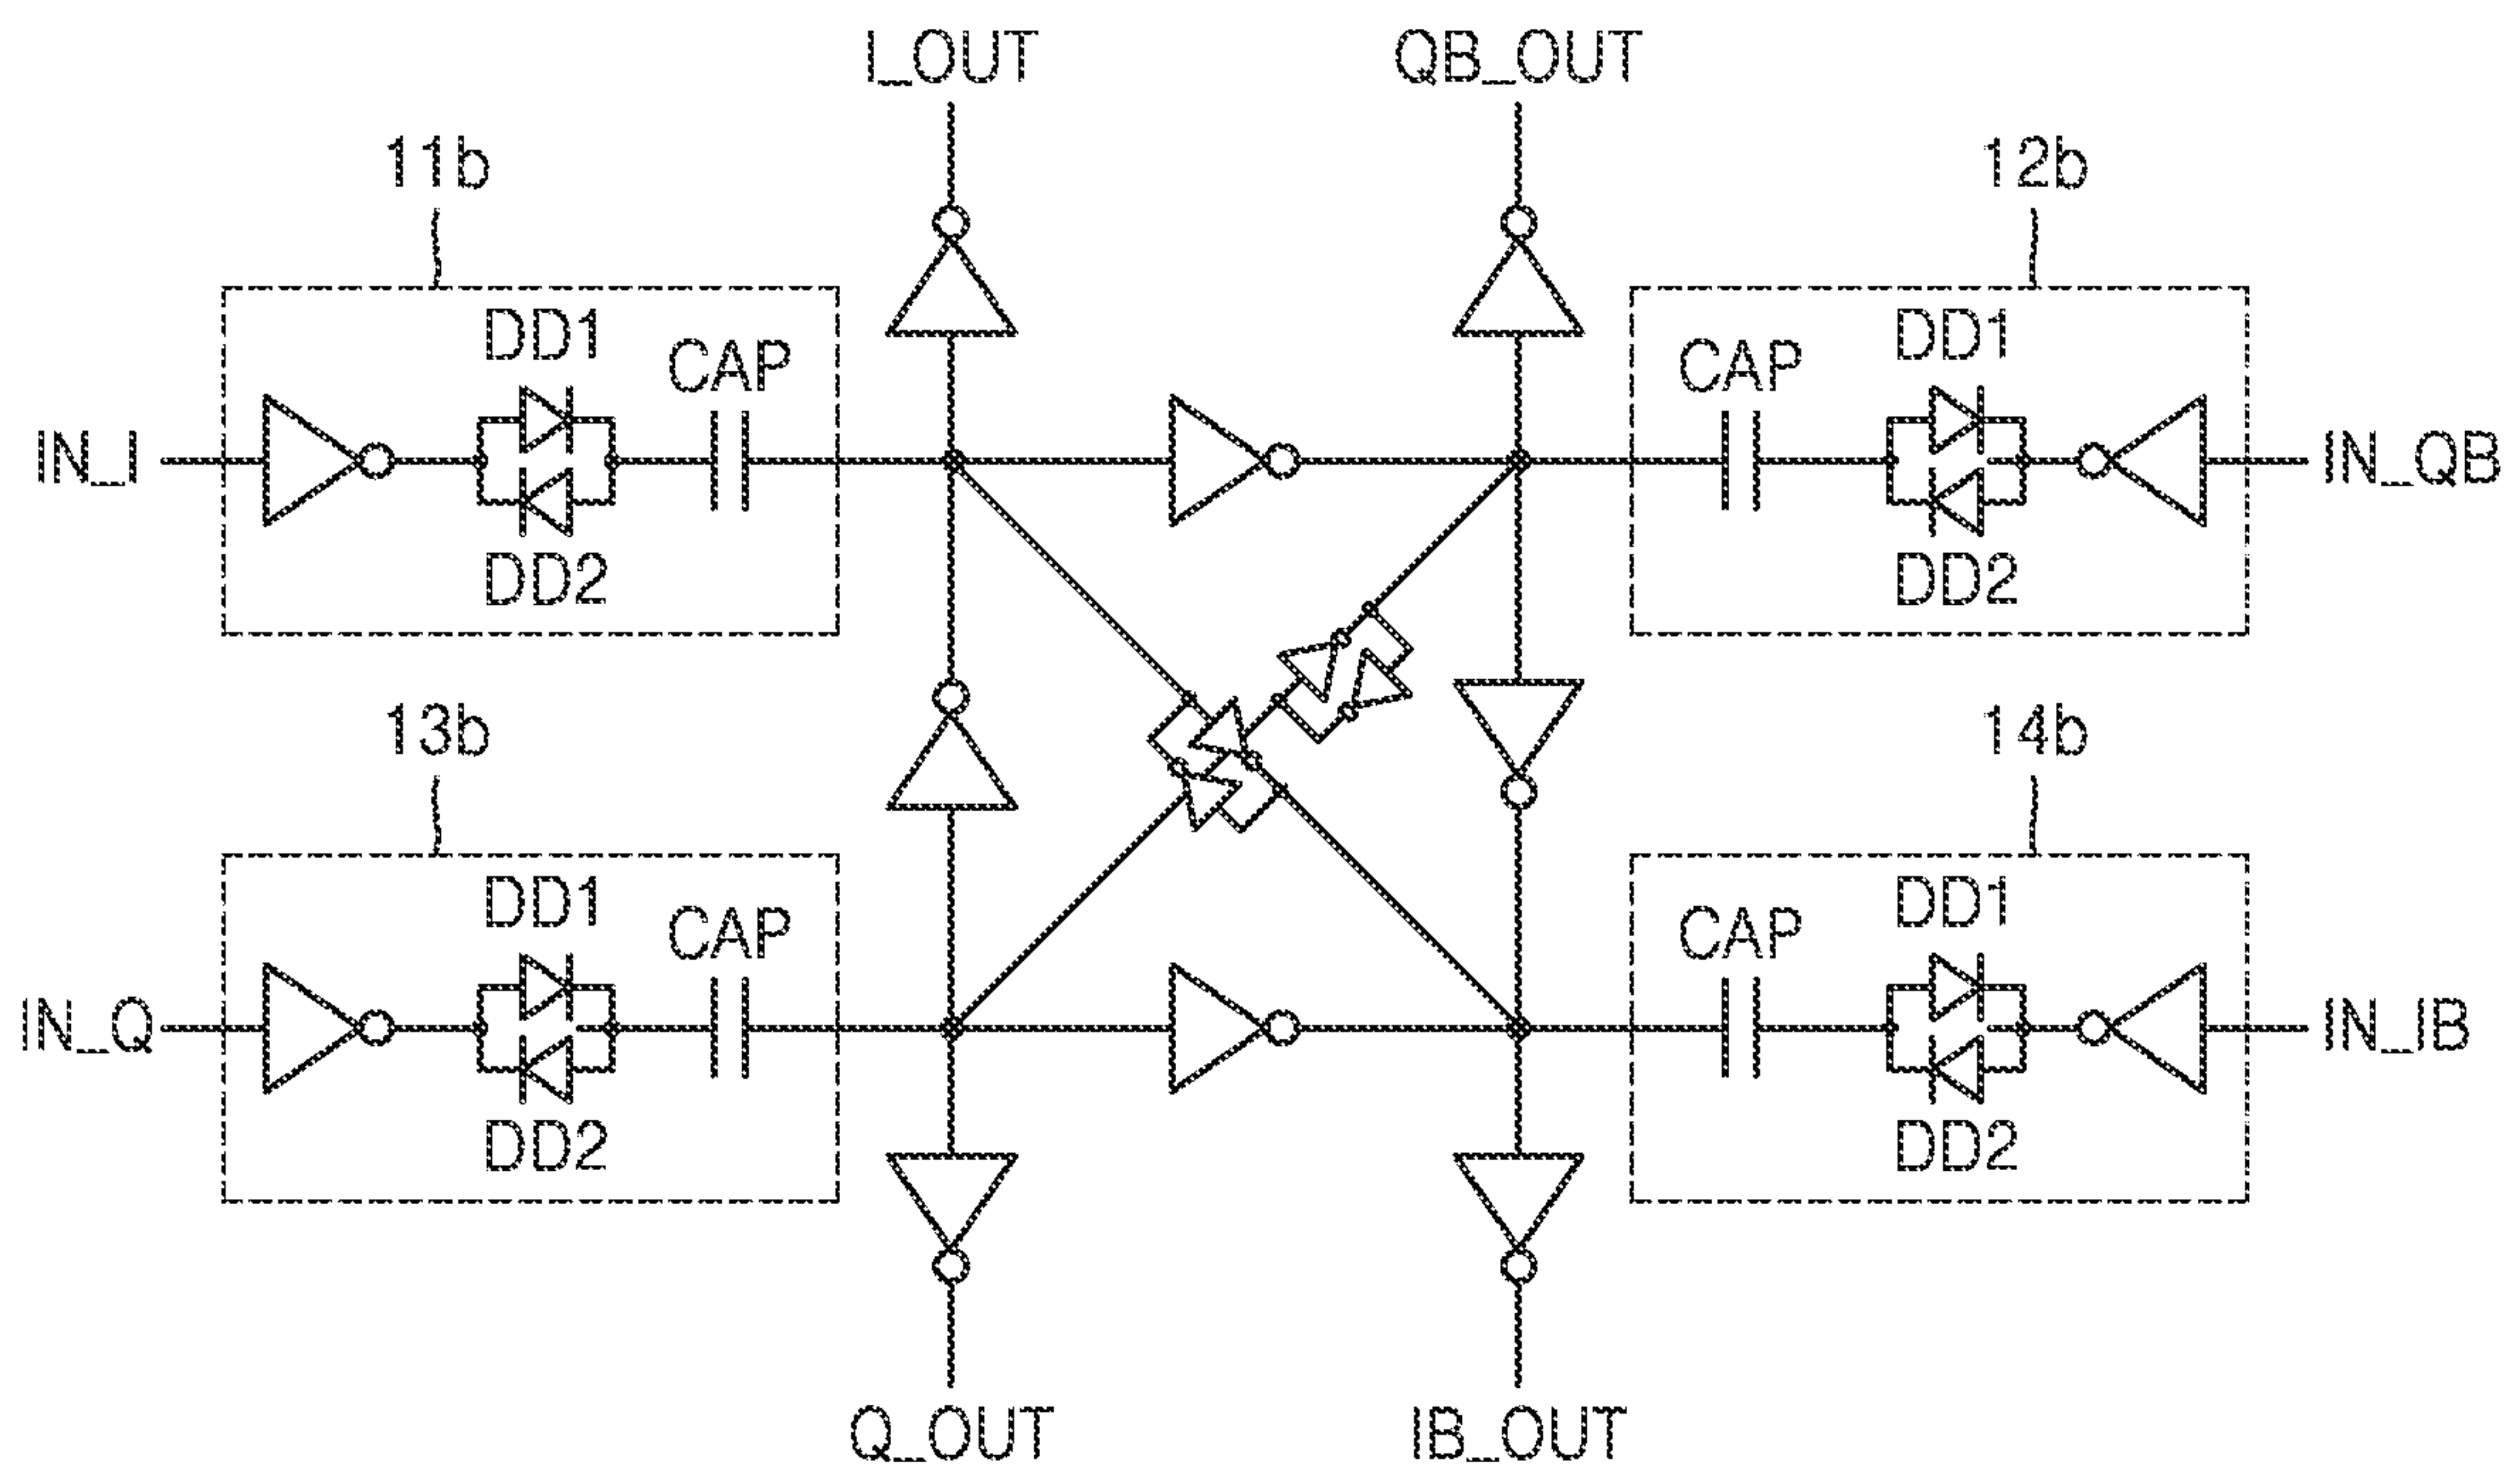 I_OUT
QB_OUT
11b
12b
DD1
CAP
CAP
DD1
IN_I
IN_QB
DD2
DD2
13b
14b
DD1
CAP
CAP
DD1
IN_Q
IN_IB
DD2
DD2
Q_OUT
IB_OUT